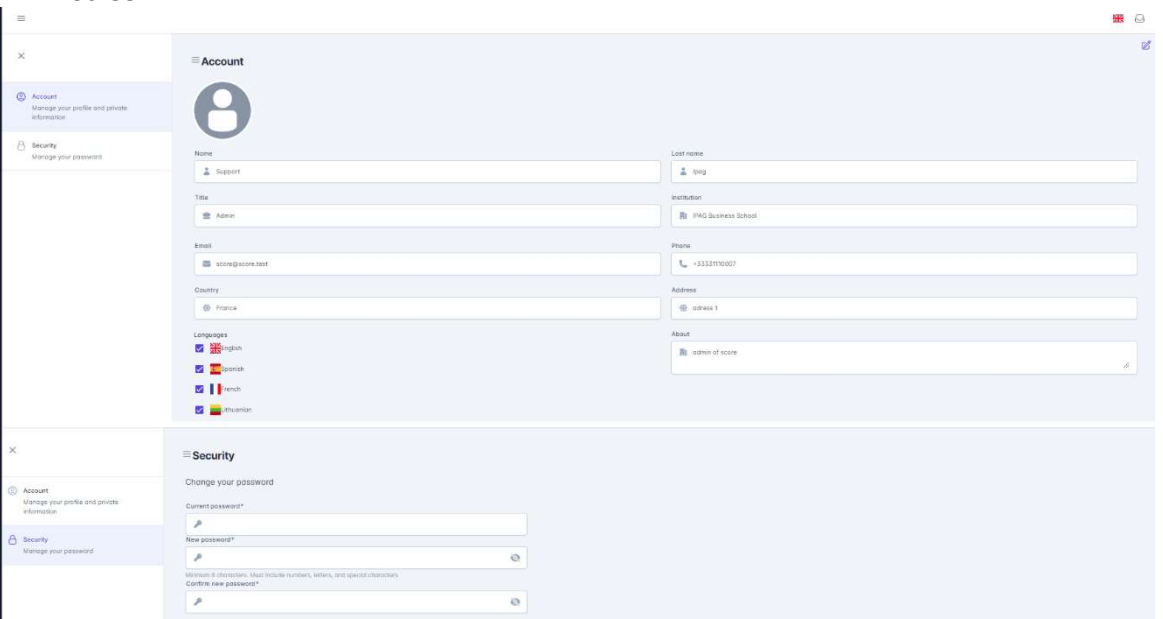 Account
Account
Manage your profile and private
information
Security
Manage your password
Name
Last name
Support
Ipag
Title
Institution
Admin
IPAG Business School
Email
Phone
score@score.test
+33331110007
Country
Address
France
adress 1
Languages
About
English
admin of score
Spanish
French
Lithuanian
Security
Account
Manage your profile and private
information
Security
Manage your password
Change your password
Current password*
New password*
Minimum 8 characters. Must include numbers, letters, and special characters
Confirm new password*